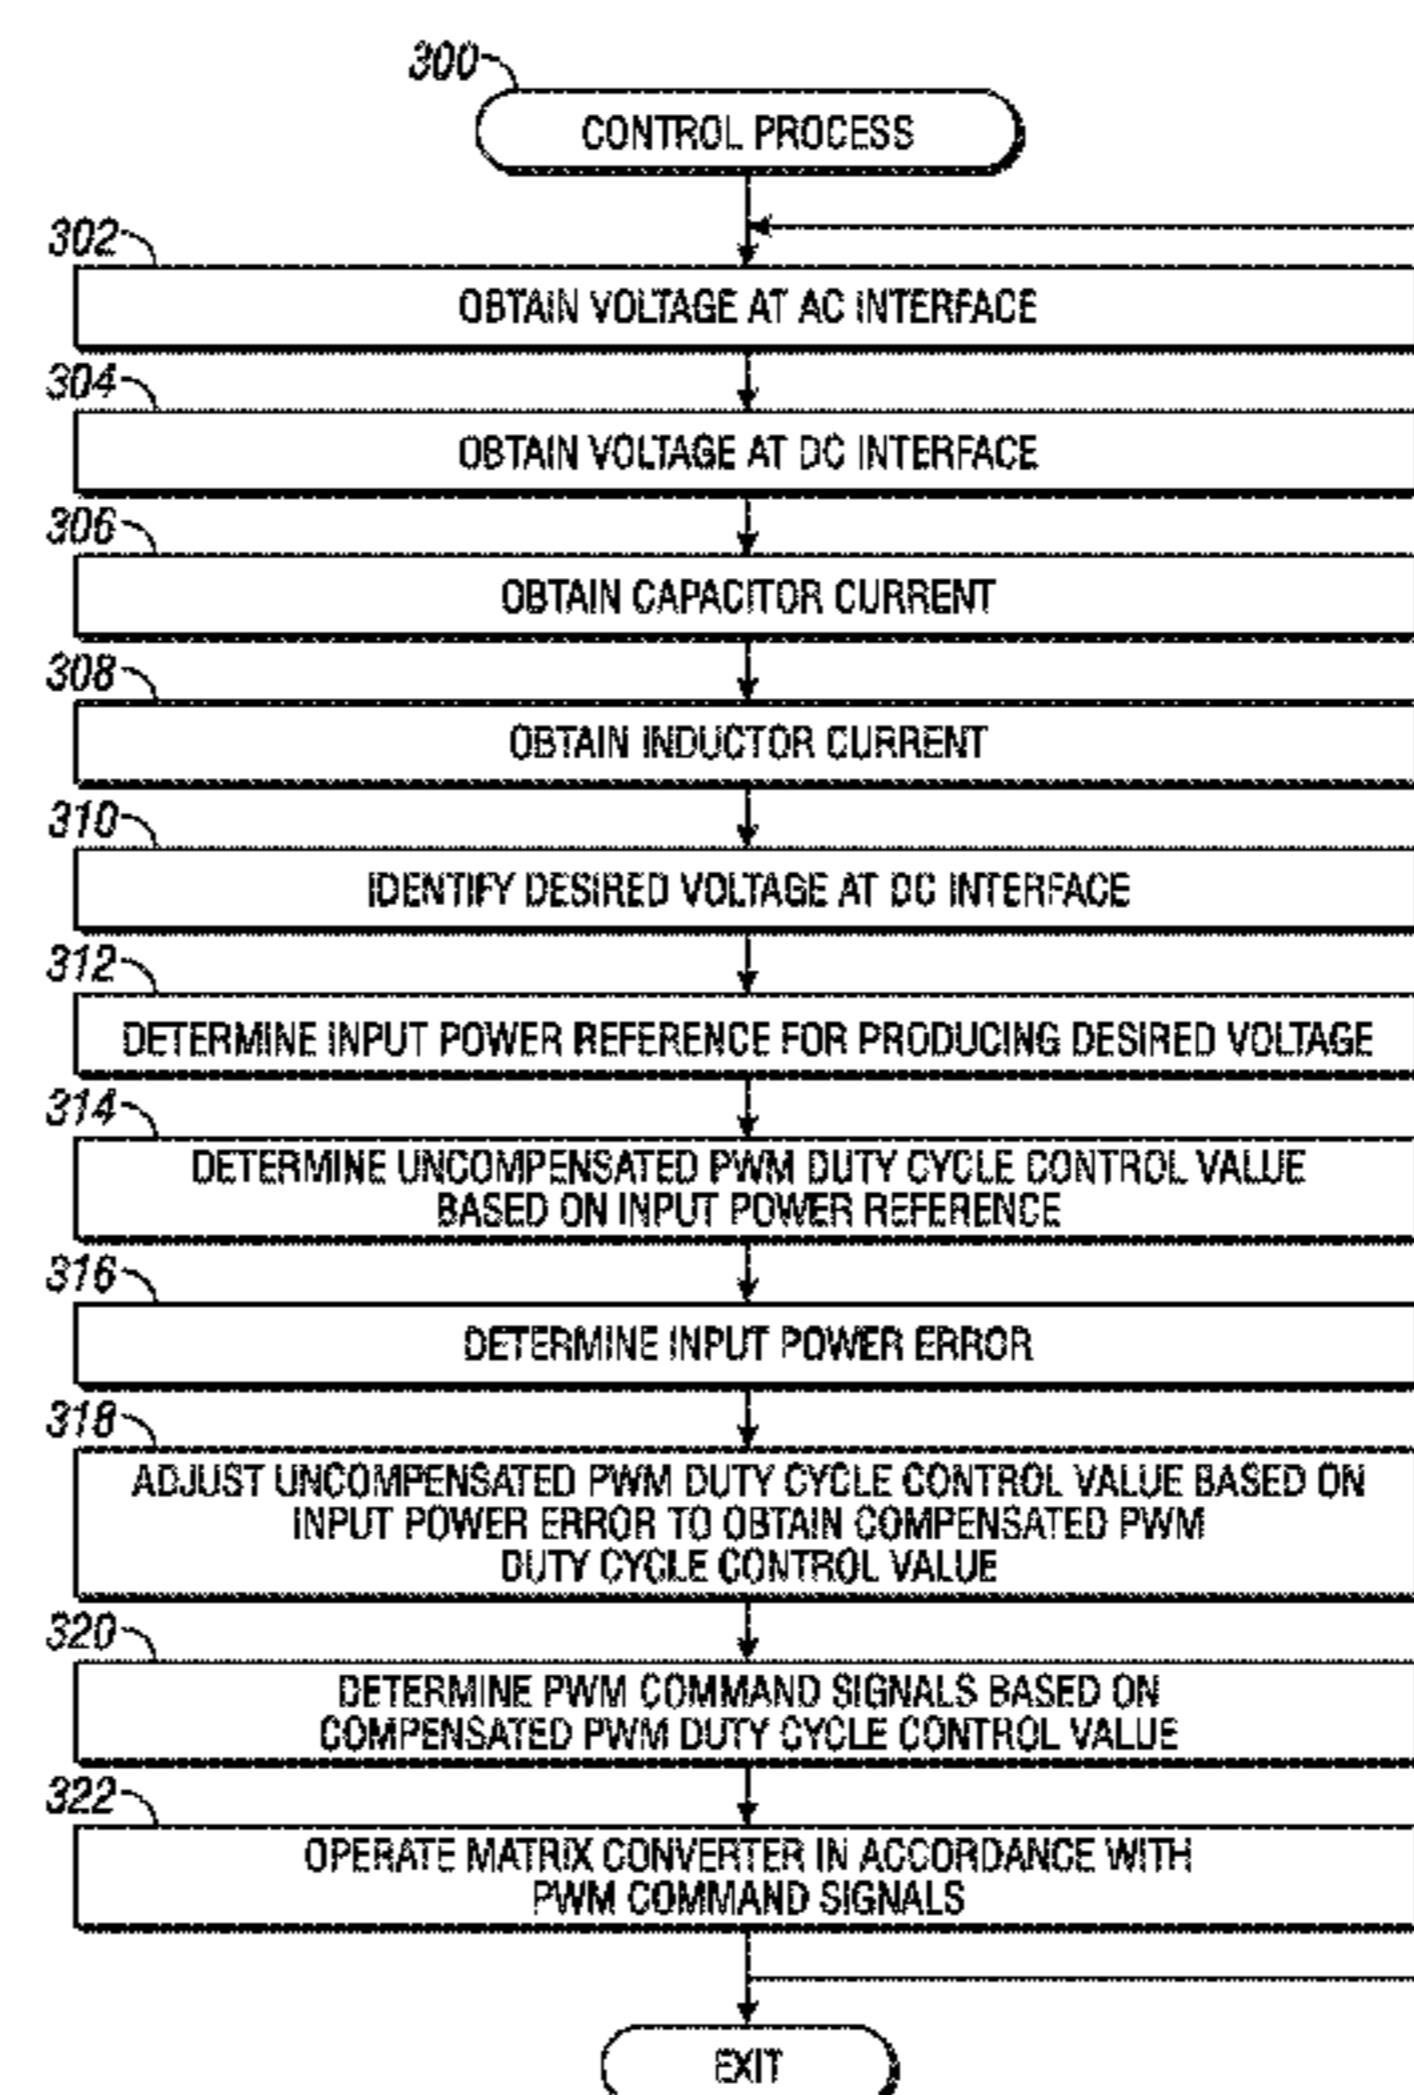 300
CONTROL PROCESS
302
OBTAIN VOLTAGE AT AC INTERFACE
304
OBTAIN VOLTAGE AT DC INTERFACE
306
OBTAIN CAPACITOR CURRENT
308
OBTAIN INDUCTOR CURRENT
310
IDENTIFY DESIRED VOLTAGE AT DC INTERFACE
312
DETERMINE INPUT POWER REFERENCE FOR PRODUCING DESIRED VOLTAGE
314
DETERMINE UNCOMPENSATED PWM DUTY CYCLE CONTROL VALUE
BASED ON INPUT POWER REFERENCE
316
DETERMINE INPUT POWER ERROR
318
ADJUST UNCOMPENSATED PWM DUTY CYCLE CONTROL VALUE BASED ON
INPUT POWER ERROR TO OBTAIN COMPENSATED PWM
DUTY CYCLE CONTROL VALUE
320
DETERMINE PWM COMMAND SIGNALS BASED ON
COMPENSATED PWM DUTY CYCLE CONTROL VALUE
322
OPERATE MATRIX CONVERTER IN ACCORDANCE WITH
PWM COMMAND SIGNALS
EXIT